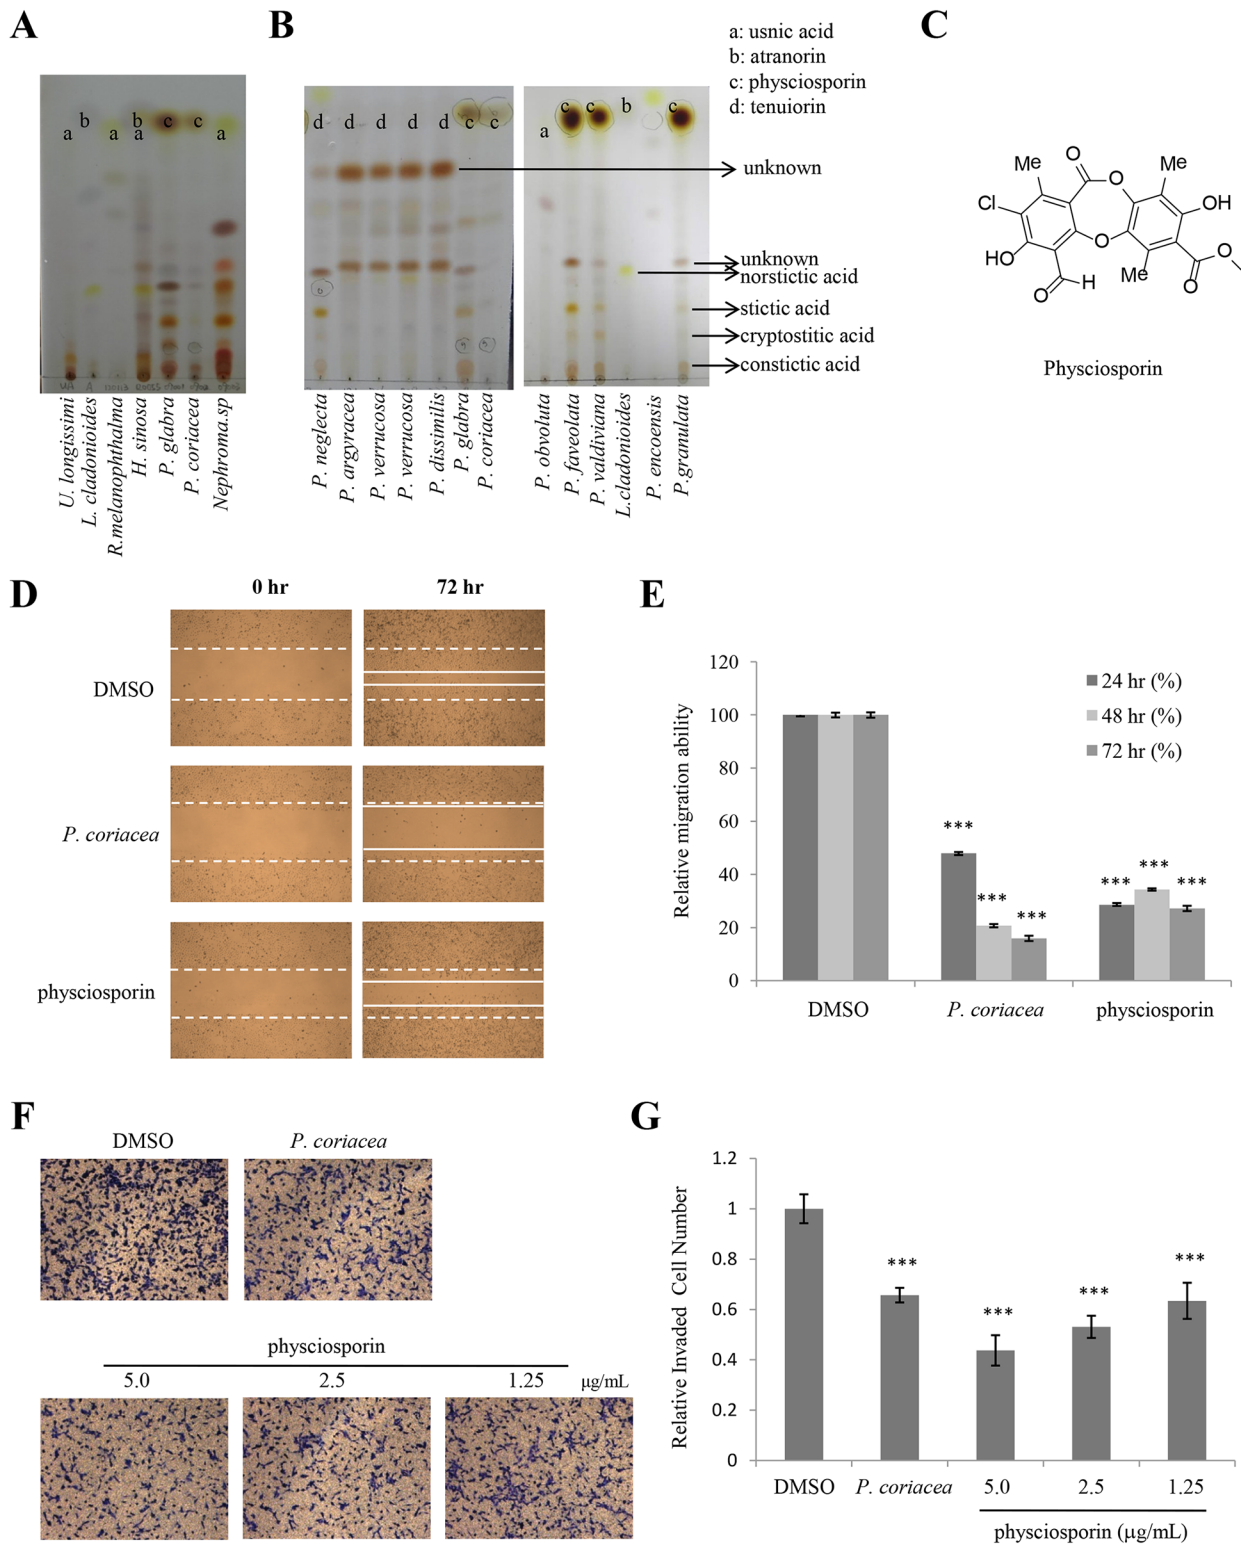 A
B
C
a: usnic acid
b: atranorin
c: physciosporin
d: tenuiorin
a b a b a c c a
d d d d d c c
a c c b c
unknown
unknown
norstictic acid
stictic acid
cryptostitic acid
constictic acid
U. longissimi
L. cladonioides
R.melanophthalma
H. sinosa
P. glabra
P. coriacea
Nephroma.sp
P. neglecta
P. argyracea
P. verrucosa
P. verrucosa
P. dissimilis
P. glabra
P. coriacea
P. obvoluta
P. faveolata
P. valdiviana
L.cladonioides
P. encoensis
P.granulata
Me
O
O
Me
Cl
OH
HO
O
Me
O
H
O
O
Physciosporin
D
0 hr
72 hr
DMSO
P. coriacea
physciosporin
E
Relative migration ability
120
100
80
60
40
20
0
24 hr (%)
48 hr (%)
72 hr (%)
***
***
***
***
***
***
DMSO
P. coriacea
physciosporin
F
DMSO
P. coriacea
physciosporin
5.0
2.5
1.25
μg/mL
G
Relative Invaded Cell Number
1.2
1
0.8
0.6
0.4
0.2
0
***
***
***
***
DMSO
P. coriacea
5.0
2.5
1.25
physciosporin (μg/mL)